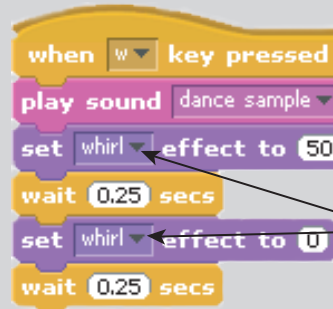 when w key pressed
play sound dance sample
set whirl effect to 50
wait 0.25 secs
set whirl effect to 0
wait 0.25 secs